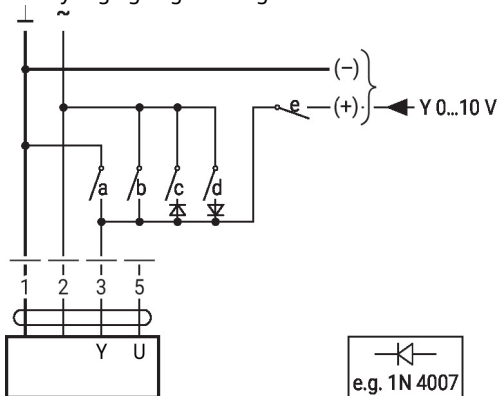 ⊥ ~
(–)
e (+) Y 0...10 V
a b c d
1 2 3 5
Y U
e.g. 1N 4007